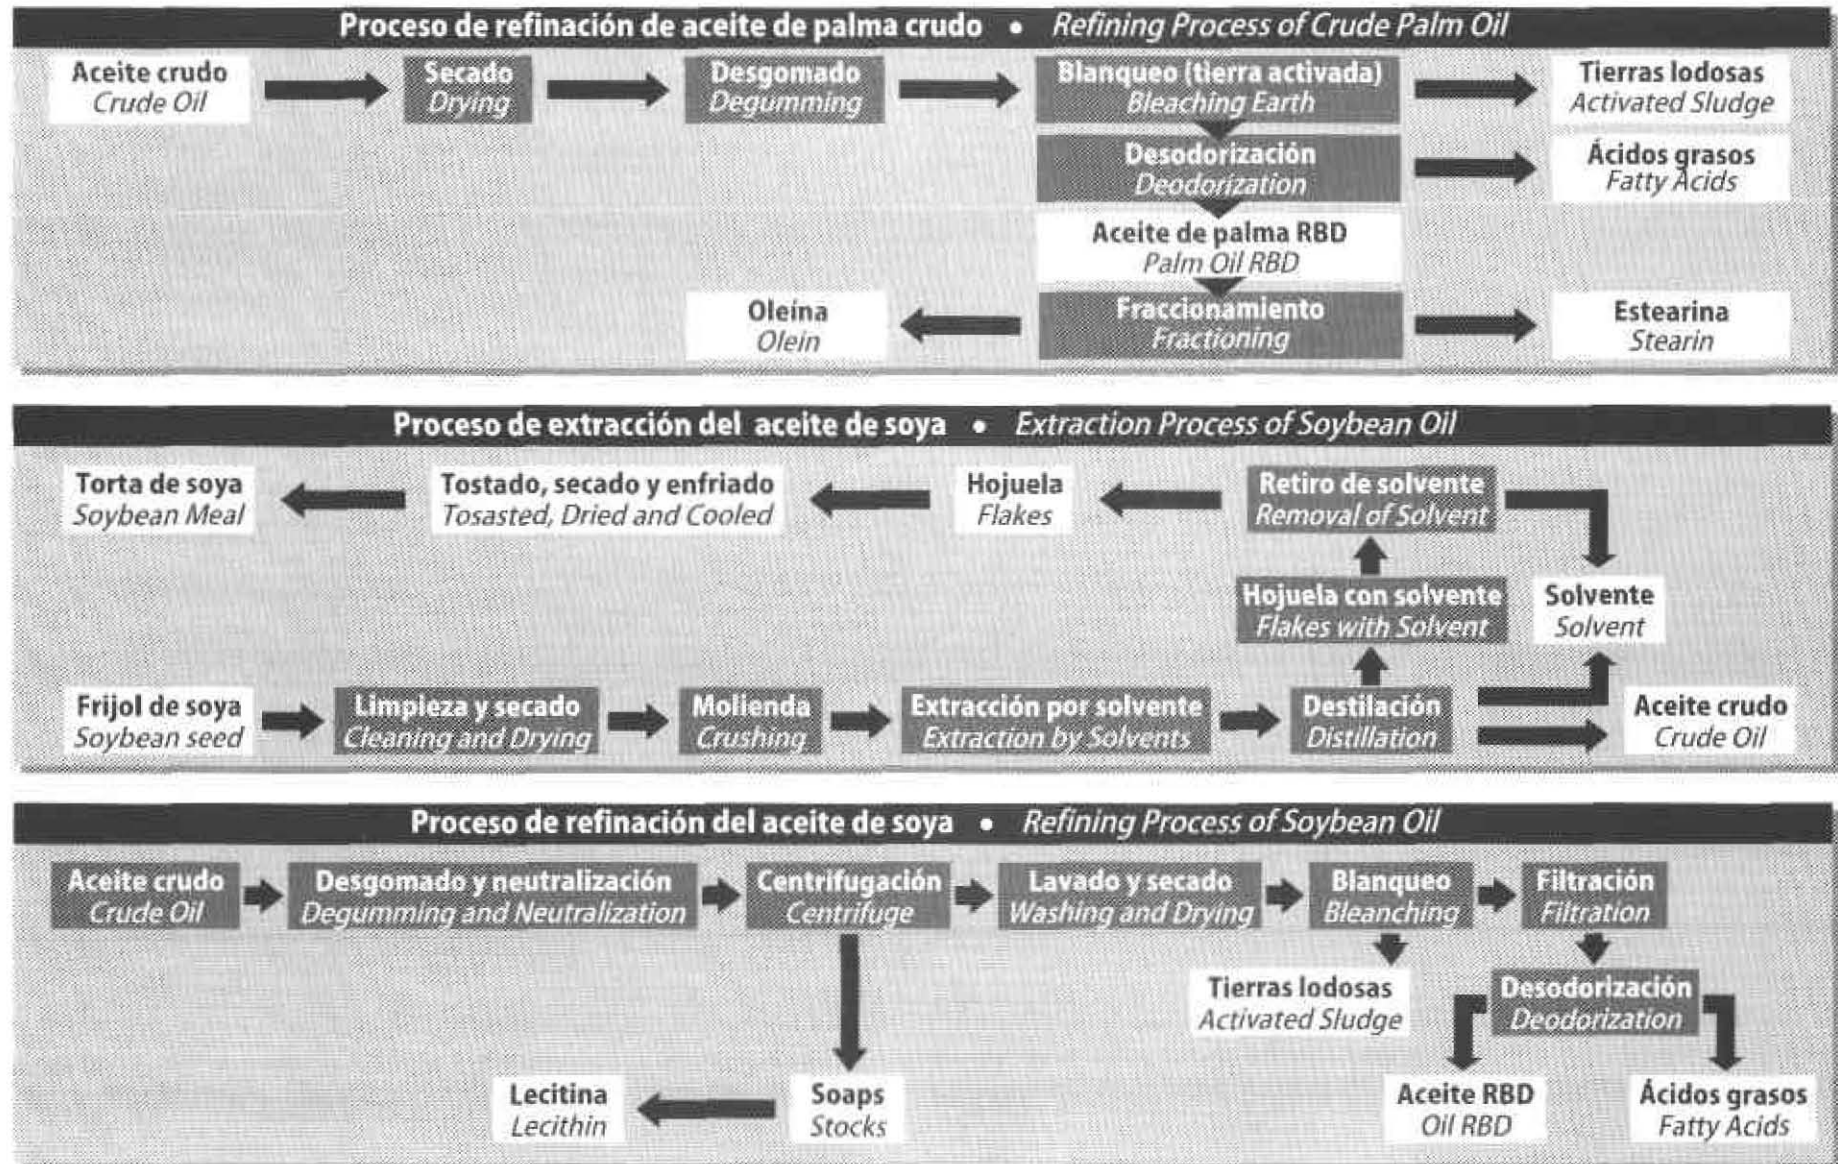 Proceso de refinación de aceite de palma crudo • Refining Process of Crude Palm Oil
Aceite crudo
Crude Oil
Secado
Drying
Desgomado
Degumming
Blanqueo (tierra activada)
Bleaching Earth
Tierras lodosas
Activated Sludge
Desodorización
Deodorization
Ácidos grasos
Fatty Acids
Aceite de palma RBD
Palm Oil RBD
Oleína
Olein
Fraccionamiento
Fractioning
Estearina
Stearin
Proceso de extracción del aceite de soya • Extraction Process of Soybean Oil
Torta de soya
Soybean Meal
Tostado, secado y enfriado
Tosasted, Dried and Cooled
Hojuela
Flakes
Retiro de solvente
Removal of Solvent
Hojuela con solvente
Flakes with Solvent
Solvente
Solvent
Frijol de soya
Soybean seed
Limpieza y secado
Cleaning and Drying
Molienda
Crushing
Extracción por solvente
Extraction by Solvents
Destilación
Distillation
Aceite crudo
Crude Oil
Proceso de refinación del aceite de soya • Refining Process of Soybean Oil
Aceite crudo
Crude Oil
Desgomado y neutralización
Degumming and Neutralization
Centrifugación
Centrifuge
Lavado y secado
Washing and Drying
Blanqueo
Bleanching
Filtración
Filtration
Tierras lodosas
Activated Sludge
Desodorización
Deodorization
Lecitina
Lecithin
Soaps
Stocks
Aceite RBD
Oil RBD
Ácidos grasos
Fatty Acids